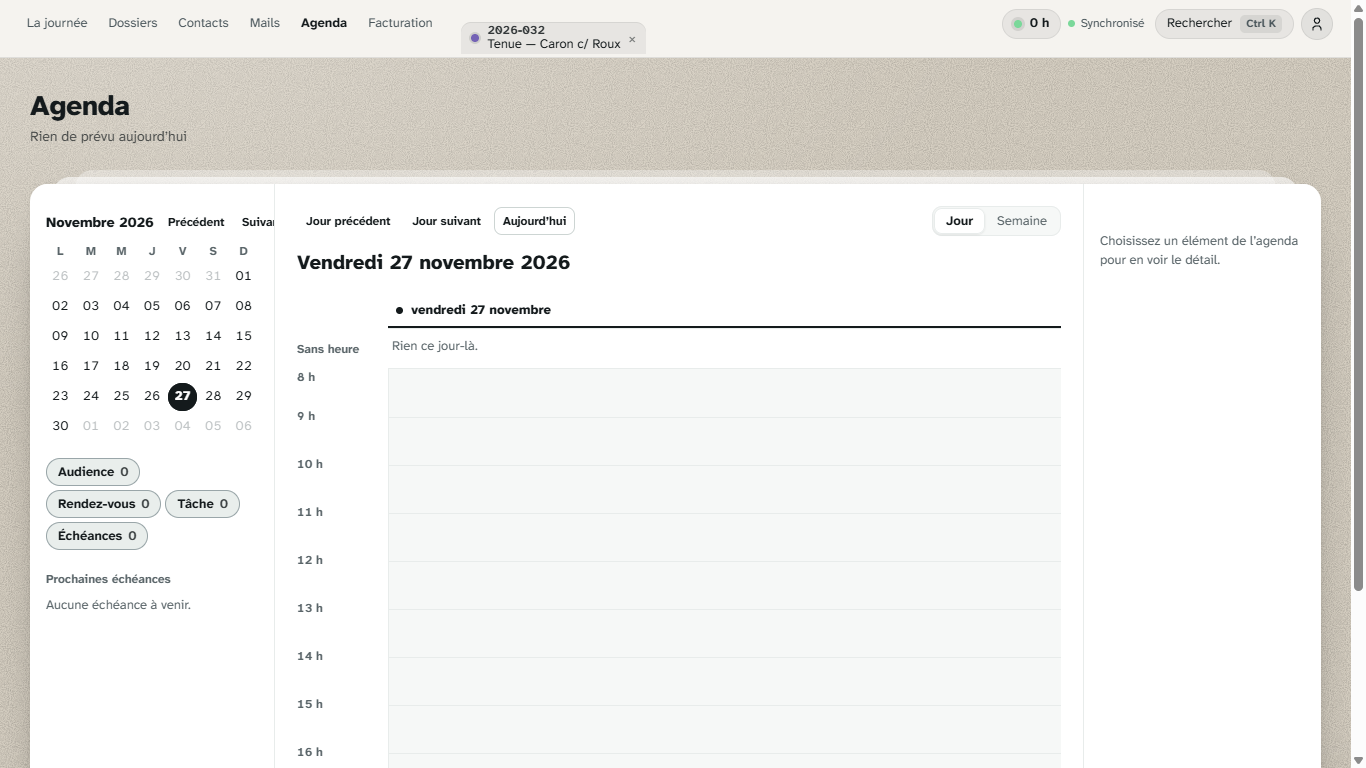 La journée
Dossiers
Contacts
Mails
Agenda
Facturation
2026-032
Tenue — Caron c/ Roux
×
0 h
Synchronisé
Rechercher
Ctrl K
Agenda
Rien de prévu aujourd’hui
Novembre 2026
Précédent
L M M J V S D
26 27 28 29 30 31 01
02 03 04 05 06 07 08
09 10 11 12 13 14 15
16 17 18 19 20 21 22
23 24 25 26 27 28 29
30 01 02 03 04 05 06
Audience 0
Rendez-vous 0
Tâche 0
Échéances 0
Prochaines échéances
Aucune échéance à venir.
Jour précédent
Jour suivant
Aujourd’hui
Jour
Semaine
Vendredi 27 novembre 2026
vendredi 27 novembre
Sans heure
Rien ce jour-là.
8 h
9 h
10 h
11 h
12 h
13 h
14 h
15 h
16 h
Choisissez un élément de l’agenda
pour en voir le détail.